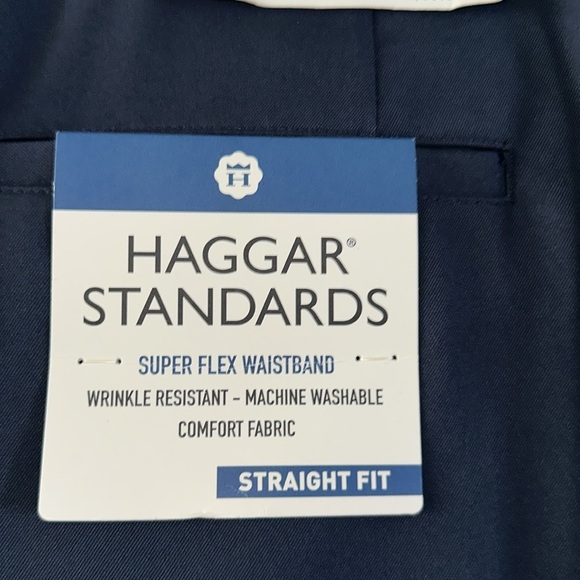 H
HAGGAR®
STANDARDS
SUPER FLEX WAISTBAND
WRINKLE RESISTANT – MACHINE WASHABLE
COMFORT FABRIC
STRAIGHT FIT